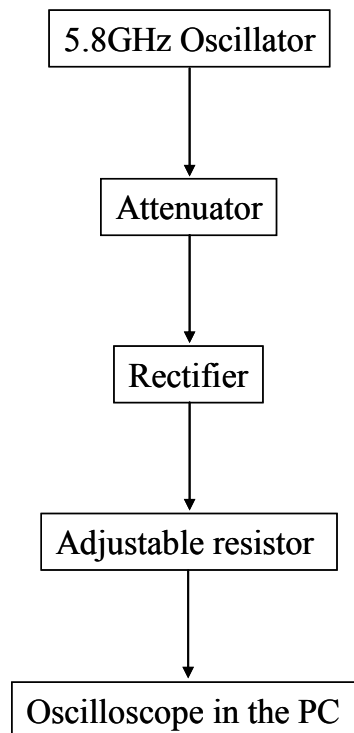 5.8GHz Oscillator
Attenuator
Rectifier
Adjustable resistor
Oscilloscope in the PC